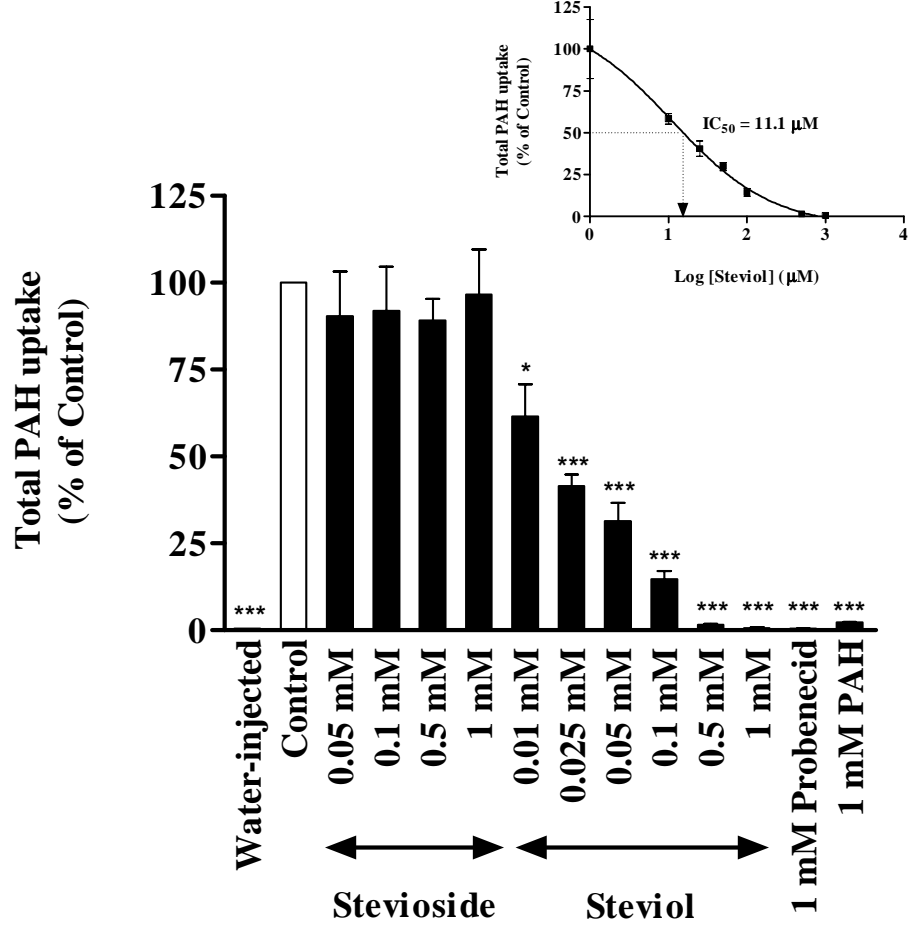 125
100
75
50
25
0
0
1
2
3
4
Total PAH uptake
(% of Control)
IC50 = 11.1 μM
Log [Steviol] (μM)
125
100
75
50
25
0
Total PAH uptake
(% of Control)
***
*
***
***
***
***
***
***
***
Water-injected
Control
0.05 mM
0.1 mM
0.5 mM
1 mM
0.01 mM
0.025 mM
0.05 mM
0.1 mM
0.5 mM
1 mM
1 mM Probenecid
1 mM PAH
Stevioside
Steviol